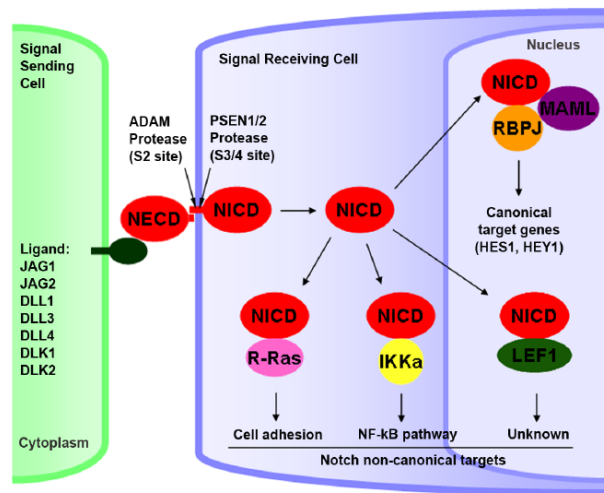 Signal
Sending
Cell
Signal Receiving Cell
Nucleus
ADAM
Protease
(S2 site)
PSEN1/2
Protease
(S3/4 site)
NICD
MAML
RBPJ
NECD
NICD
NICD
Canonical
target genes
(HES1, HEY1)
Ligand:
JAG1
JAG2
DLL1
DLL3
DLL4
DLK1
DLK2
NICD
R-Ras
NICD
IKKa
NICD
LEF1
Cytoplasm
Cell adhesion
NF-kB pathway
Unknown
Notch non-canonical targets